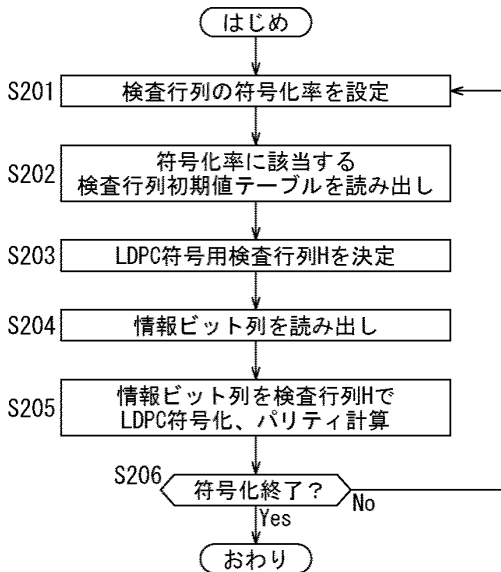 はじめ
S201
検査行列の符号化率を設定
S202
符号化率に該当する
検査行列初期値テーブルを読み出し
S203
LDPC符号用検査行列Hを決定
S204
情報ビット列を読み出し
S205
情報ビット列を検査行列Hで
LDPC符号化、パリティ計算
S206
符号化終了?
No
Yes
おわり